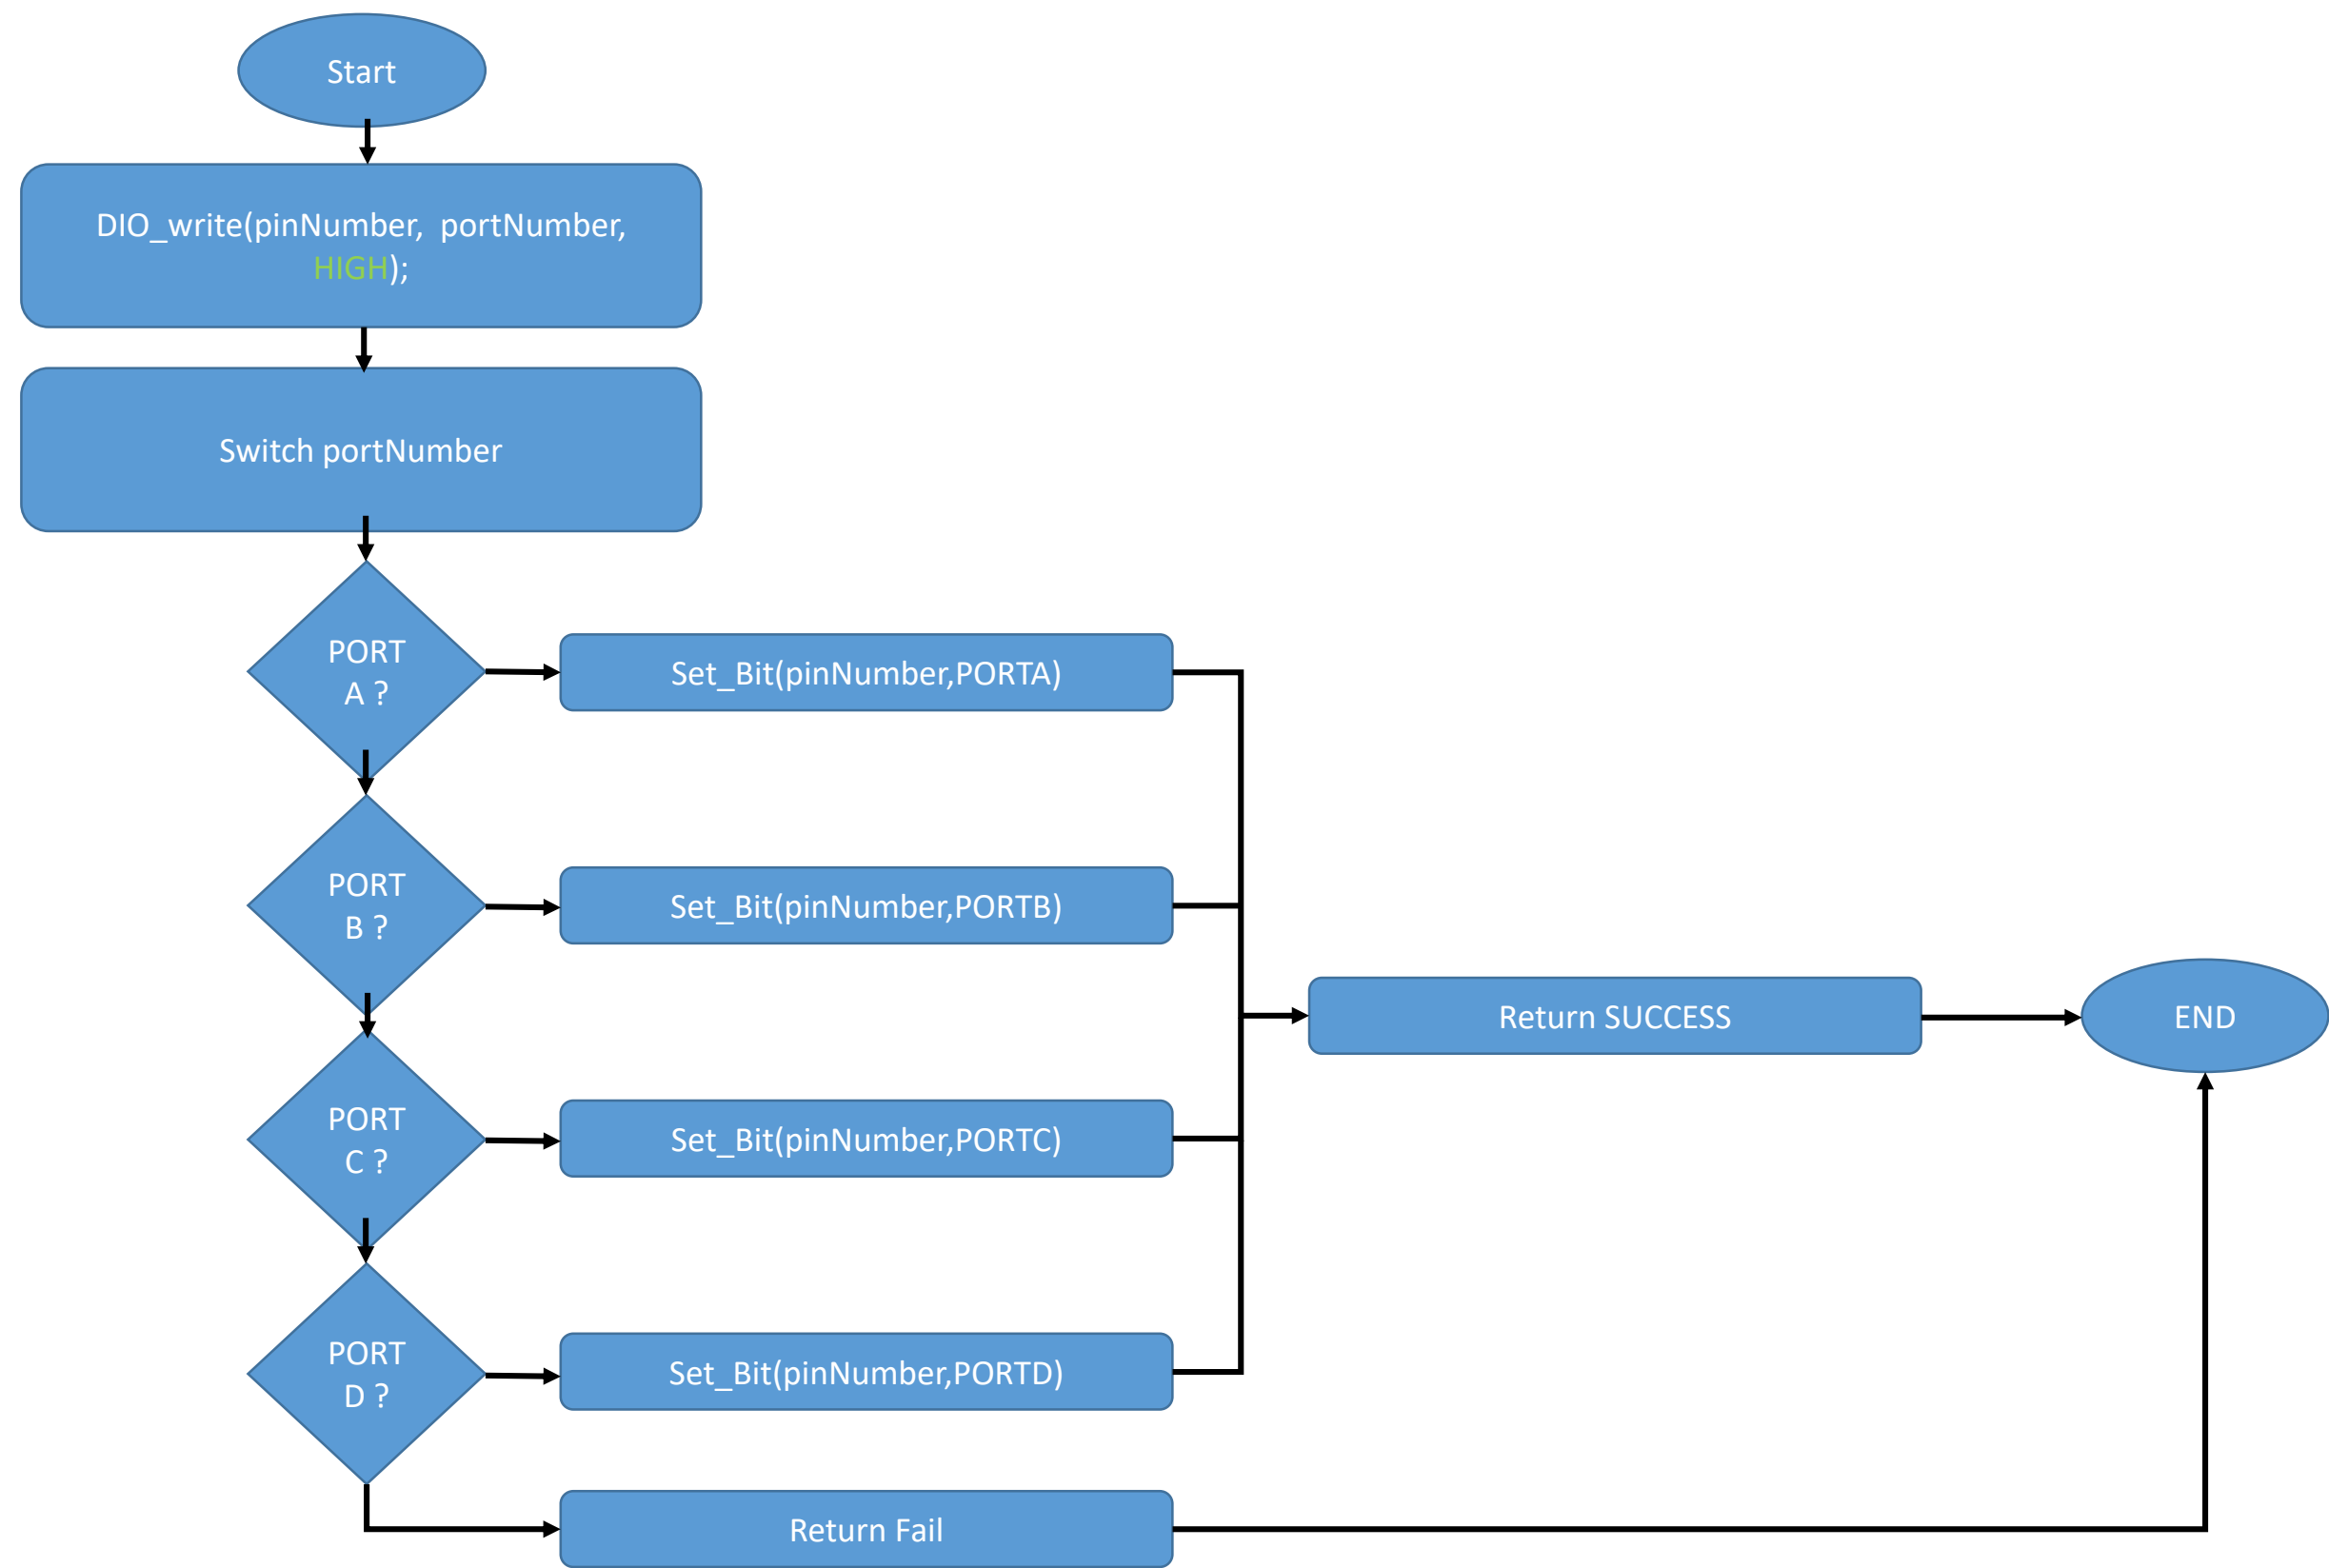 Start
DIO_write(pinNumber,  portNumber,
HIGH);
Switch portNumber
PORT
A ?
Set_Bit(pinNumber,PORTA)
PORT
B ?
Set_Bit(pinNumber,PORTB)
Return SUCCESS
END
PORT
C ?
Set_Bit(pinNumber,PORTC)
PORT
D ?
Set_Bit(pinNumber,PORTD)
Return Fail